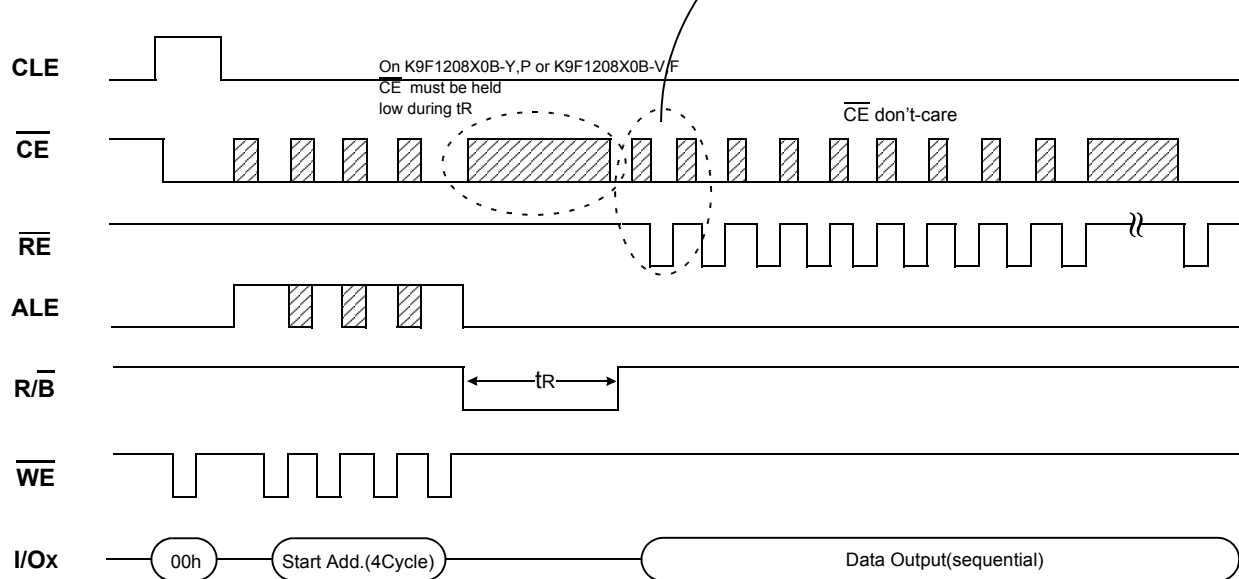 CLE
On K9F1208X0B-Y,P or K9F1208X0B-V,F
CE must be held
low during tR
CE don't-care
CE
RE
ALE
R/B
tR
WE
I/Ox
00h
Start Add.(4Cycle)
Data Output(sequential)